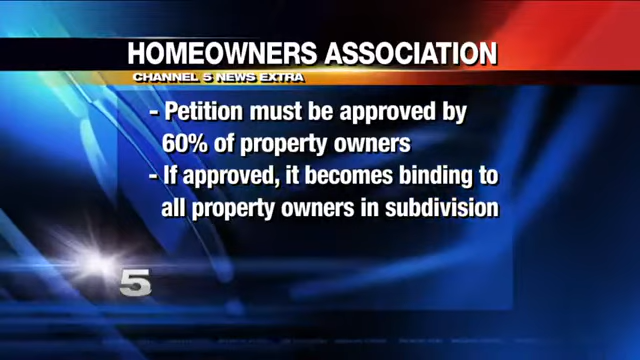 HOMEOWNERS ASSOCIATION
CHANNEL 5 NEWS EXTRA
- Petition must be approved by
60% of property owners
- If approved, it becomes binding to
all property owners in subdivision
5